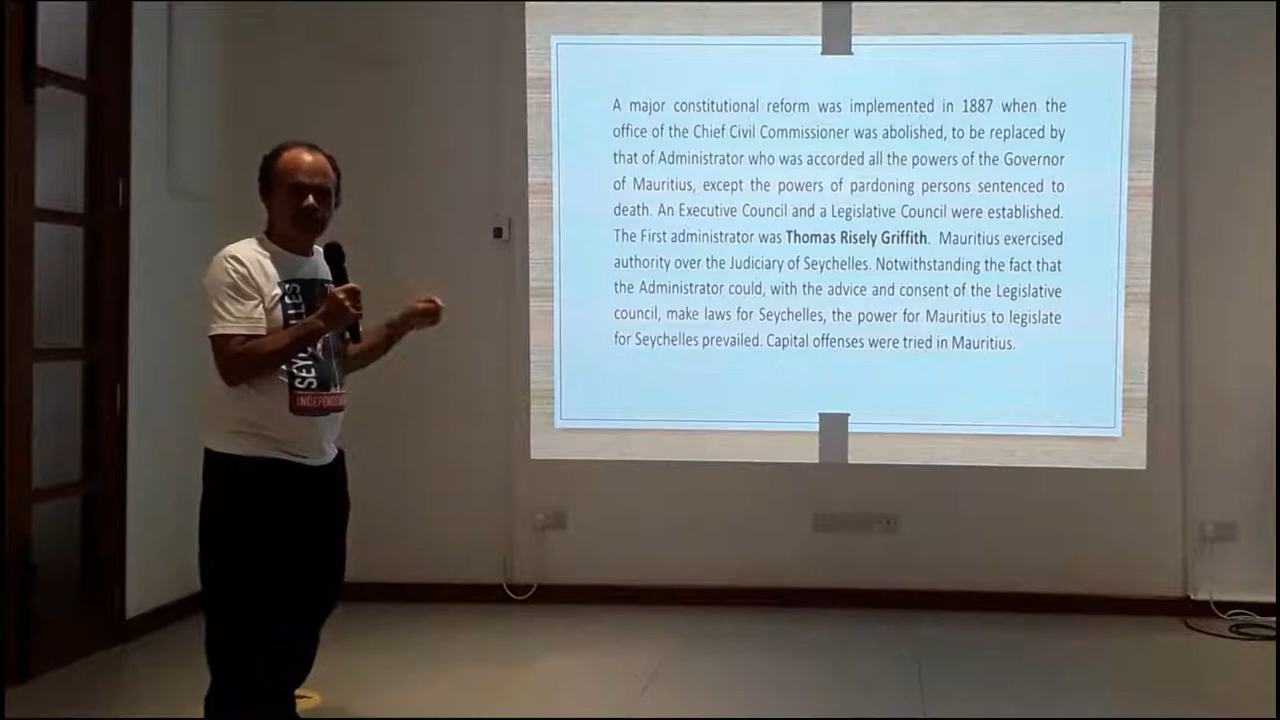 A major constitutional reform was implemented in 1887 when the
office of the Chief Civil Commissioner was abolished, to be replaced by
that of Administrator who was accorded all the powers of the Governor
of Mauritius, except the powers of pardoning persons sentenced to
death. An Executive Council and a Legislative Council were established.
The First administrator was Thomas Risely Griffith. Mauritius exercised
authority over the Judiciary of Seychelles. Notwithstanding the fact that
the Administrator could, with the advice and consent of the Legislative
council, make laws for Seychelles, the power for Mauritius to legislate
for Seychelles prevailed. Capital offenses were tried in Mauritius.